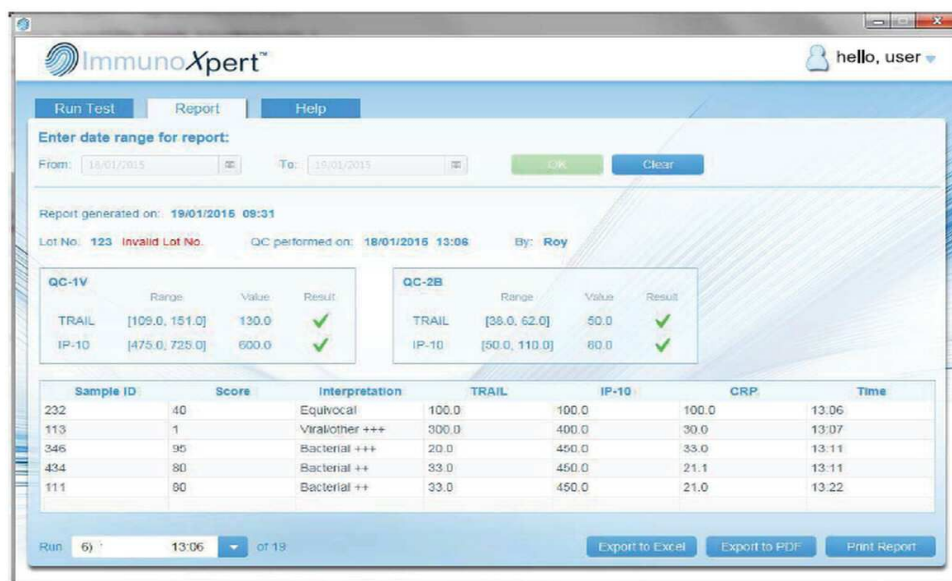 ImmunoXpert™
hello, user
Run Test Report Help
Enter date range for report:
From: 18/01/2015 To: 19/01/2015 OK Clear
Report generated on: 19/01/2015 09:31
Lot No. 123 Invalid Lot No. QC performed on: 18/01/2015 13:06 By: Roy
QC-1V QC-2B
Range Value Result Range Value Result
TRAIL [109.0, 151.0] 130.0 TRAIL [38.0, 62.0] 50.0
IP-10 [475.0, 725.0] 600.0 IP-10 [50.0, 110.0] 80.0
Sample ID Score Interpretation TRAIL IP-10 CRP Time
232 40 Equivocal 100.0 100.0 100.0 13:06
113 1 Viral/other +++ 300.0 400.0 30.0 13:07
346 95 Bacterial +++ 20.0 450.0 33.0 13:11
434 80 Bacterial ++ 33.0 450.0 21.1 13:11
111 80 Bacterial ++ 33.0 450.0 21.0 13:22
Run 6) 13:06 of 19 Export to Excel Export to PDF Print Report